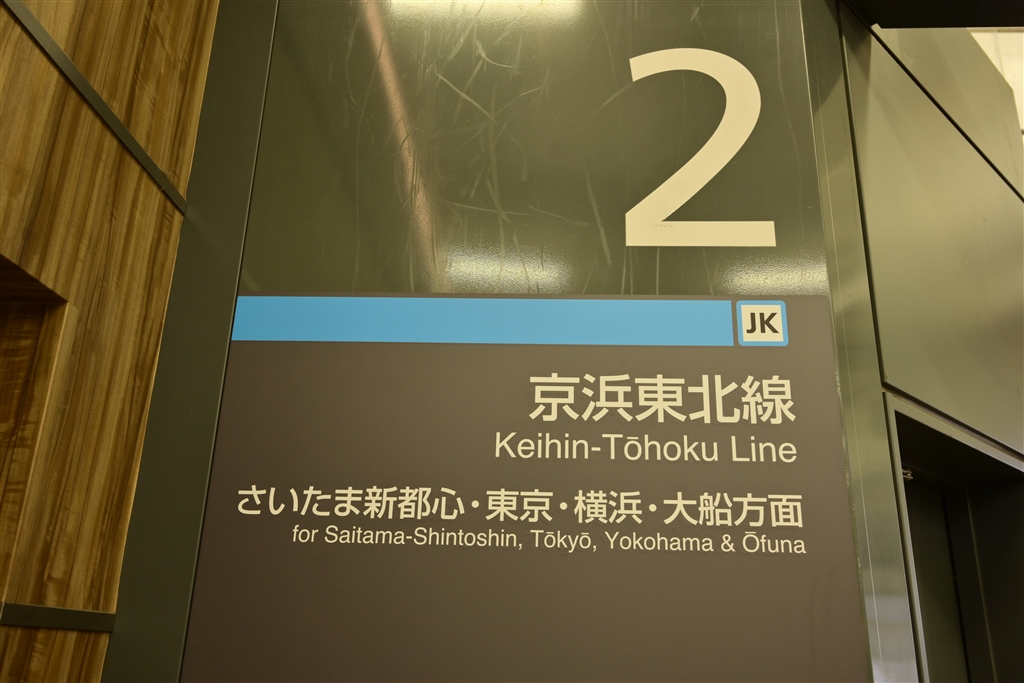 2
JK
京浜東北線
Keihin-Tōhoku Line
さいたま新都心・東京・横浜・大船方面
for Saitama-Shintoshin, Tōkyō, Yokohama & Ōfuna